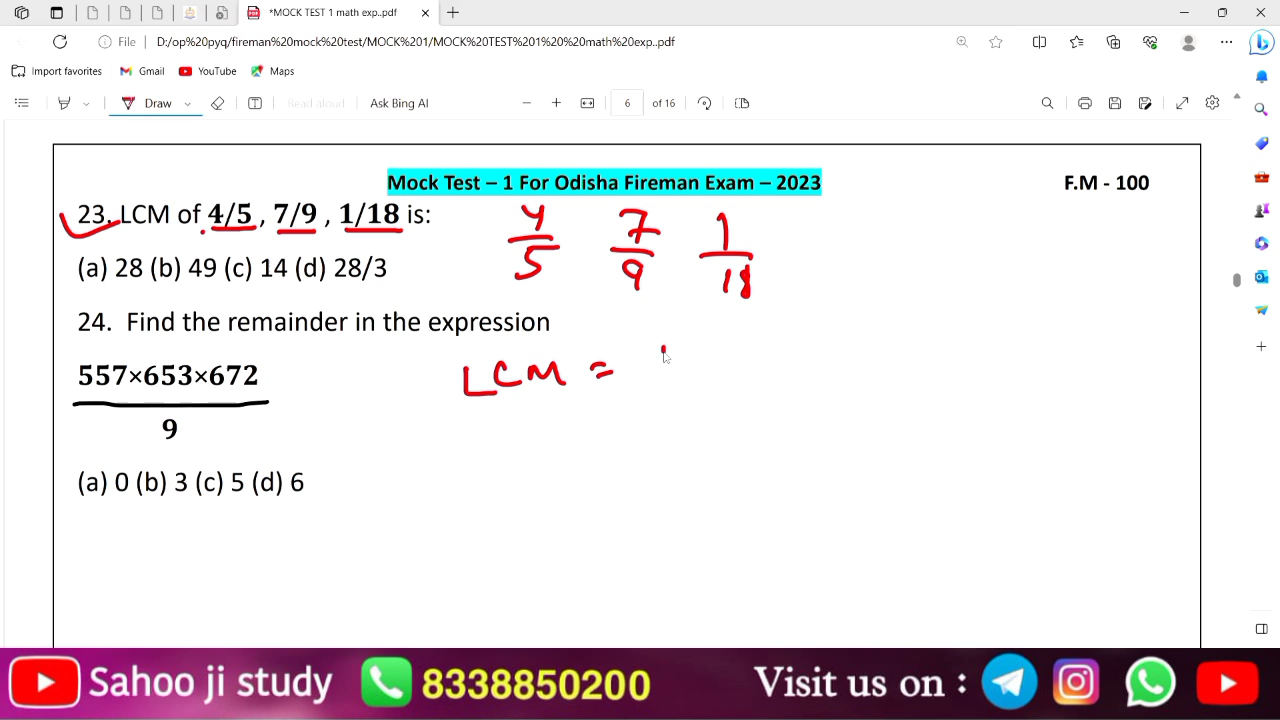 *MOCK TEST 1 math exp..pdf
File D:/op%20pyq/fireman%20mock%20test/MOCK%201/MOCK%20TEST%201%20%20math%20exp..pdf
Import favorites Gmail YouTube Maps
Draw Read aloud Ask Bing AI 6 of 16
Mock Test – 1 For Odisha Fireman Exam – 2023 F.M - 100
23. LCM of 4/5 , 7/9 , 1/18 is:
4/5 7/9 1/18
(a) 28 (b) 49 (c) 14 (d) 28/3
24. Find the remainder in the expression
557×653×672
9
LCM =
(a) 0 (b) 3 (c) 5 (d) 6
Sahoo ji study 8338850200 Visit us on :